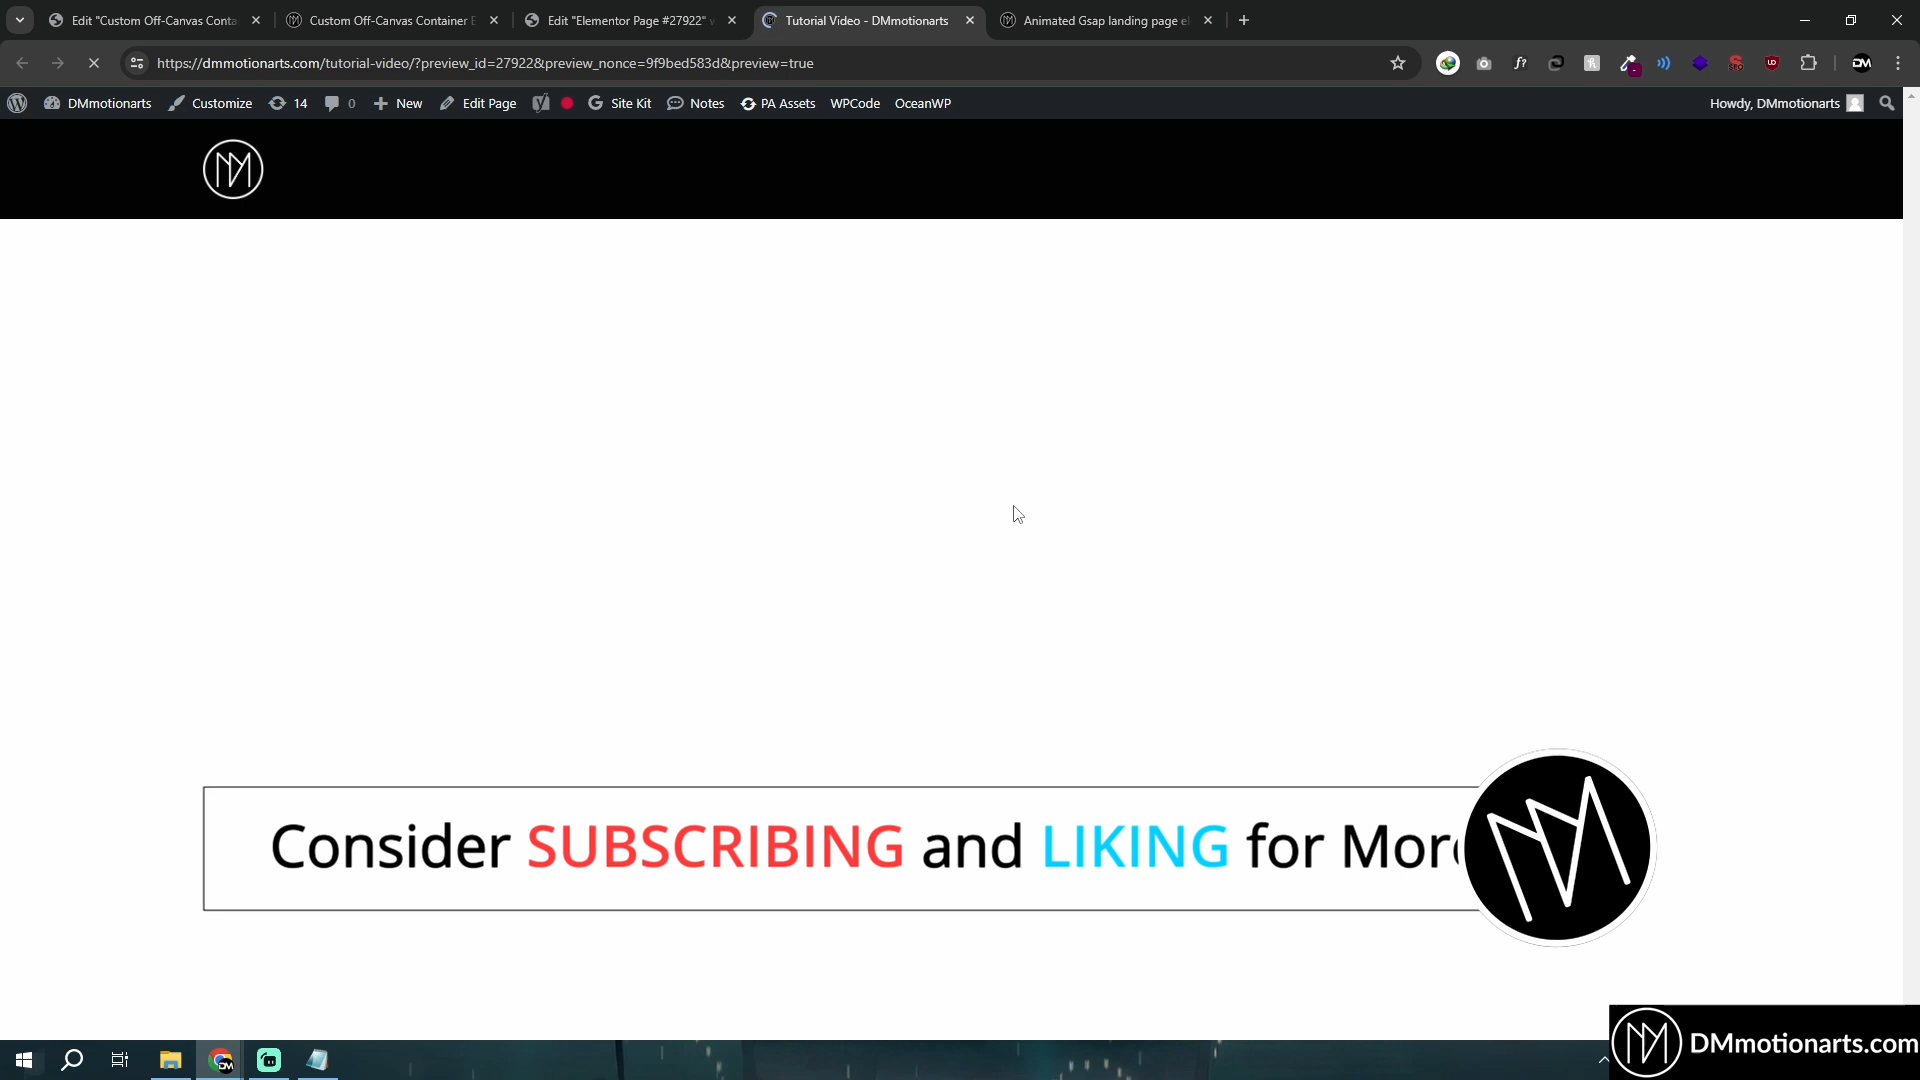 Edit "Custom Off-Canvas Conta
Custom Off-Canvas Container E
Edit "Elementor Page #27922"
Tutorial Video - DMmotionarts
Animated Gsap landing page el
https://dmmotionarts.com/tutorial-video/?preview_id=27922&preview_nonce=9f9bed583d&preview=true
DMmotionarts Customize 14 0 New Edit Page Site Kit Notes PA Assets WPCode OceanWP Howdy, DMmotionarts
Consider SUBSCRIBING and LIKING for More
DMmotionarts.com